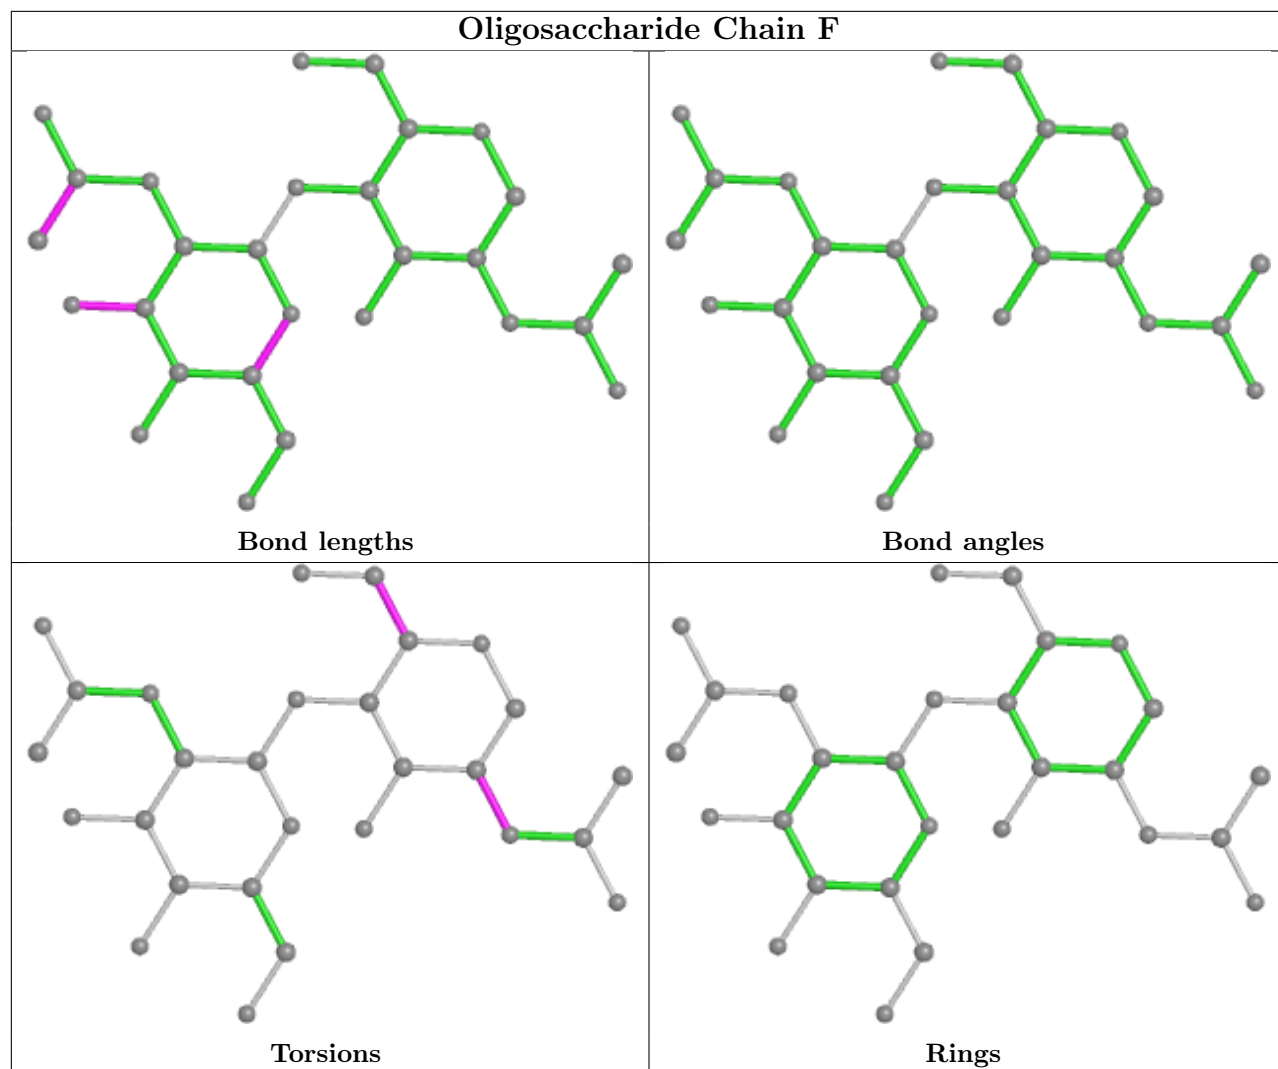 Oligosaccharide Chain F
Bond lengths
Bond angles
Torsions
Rings